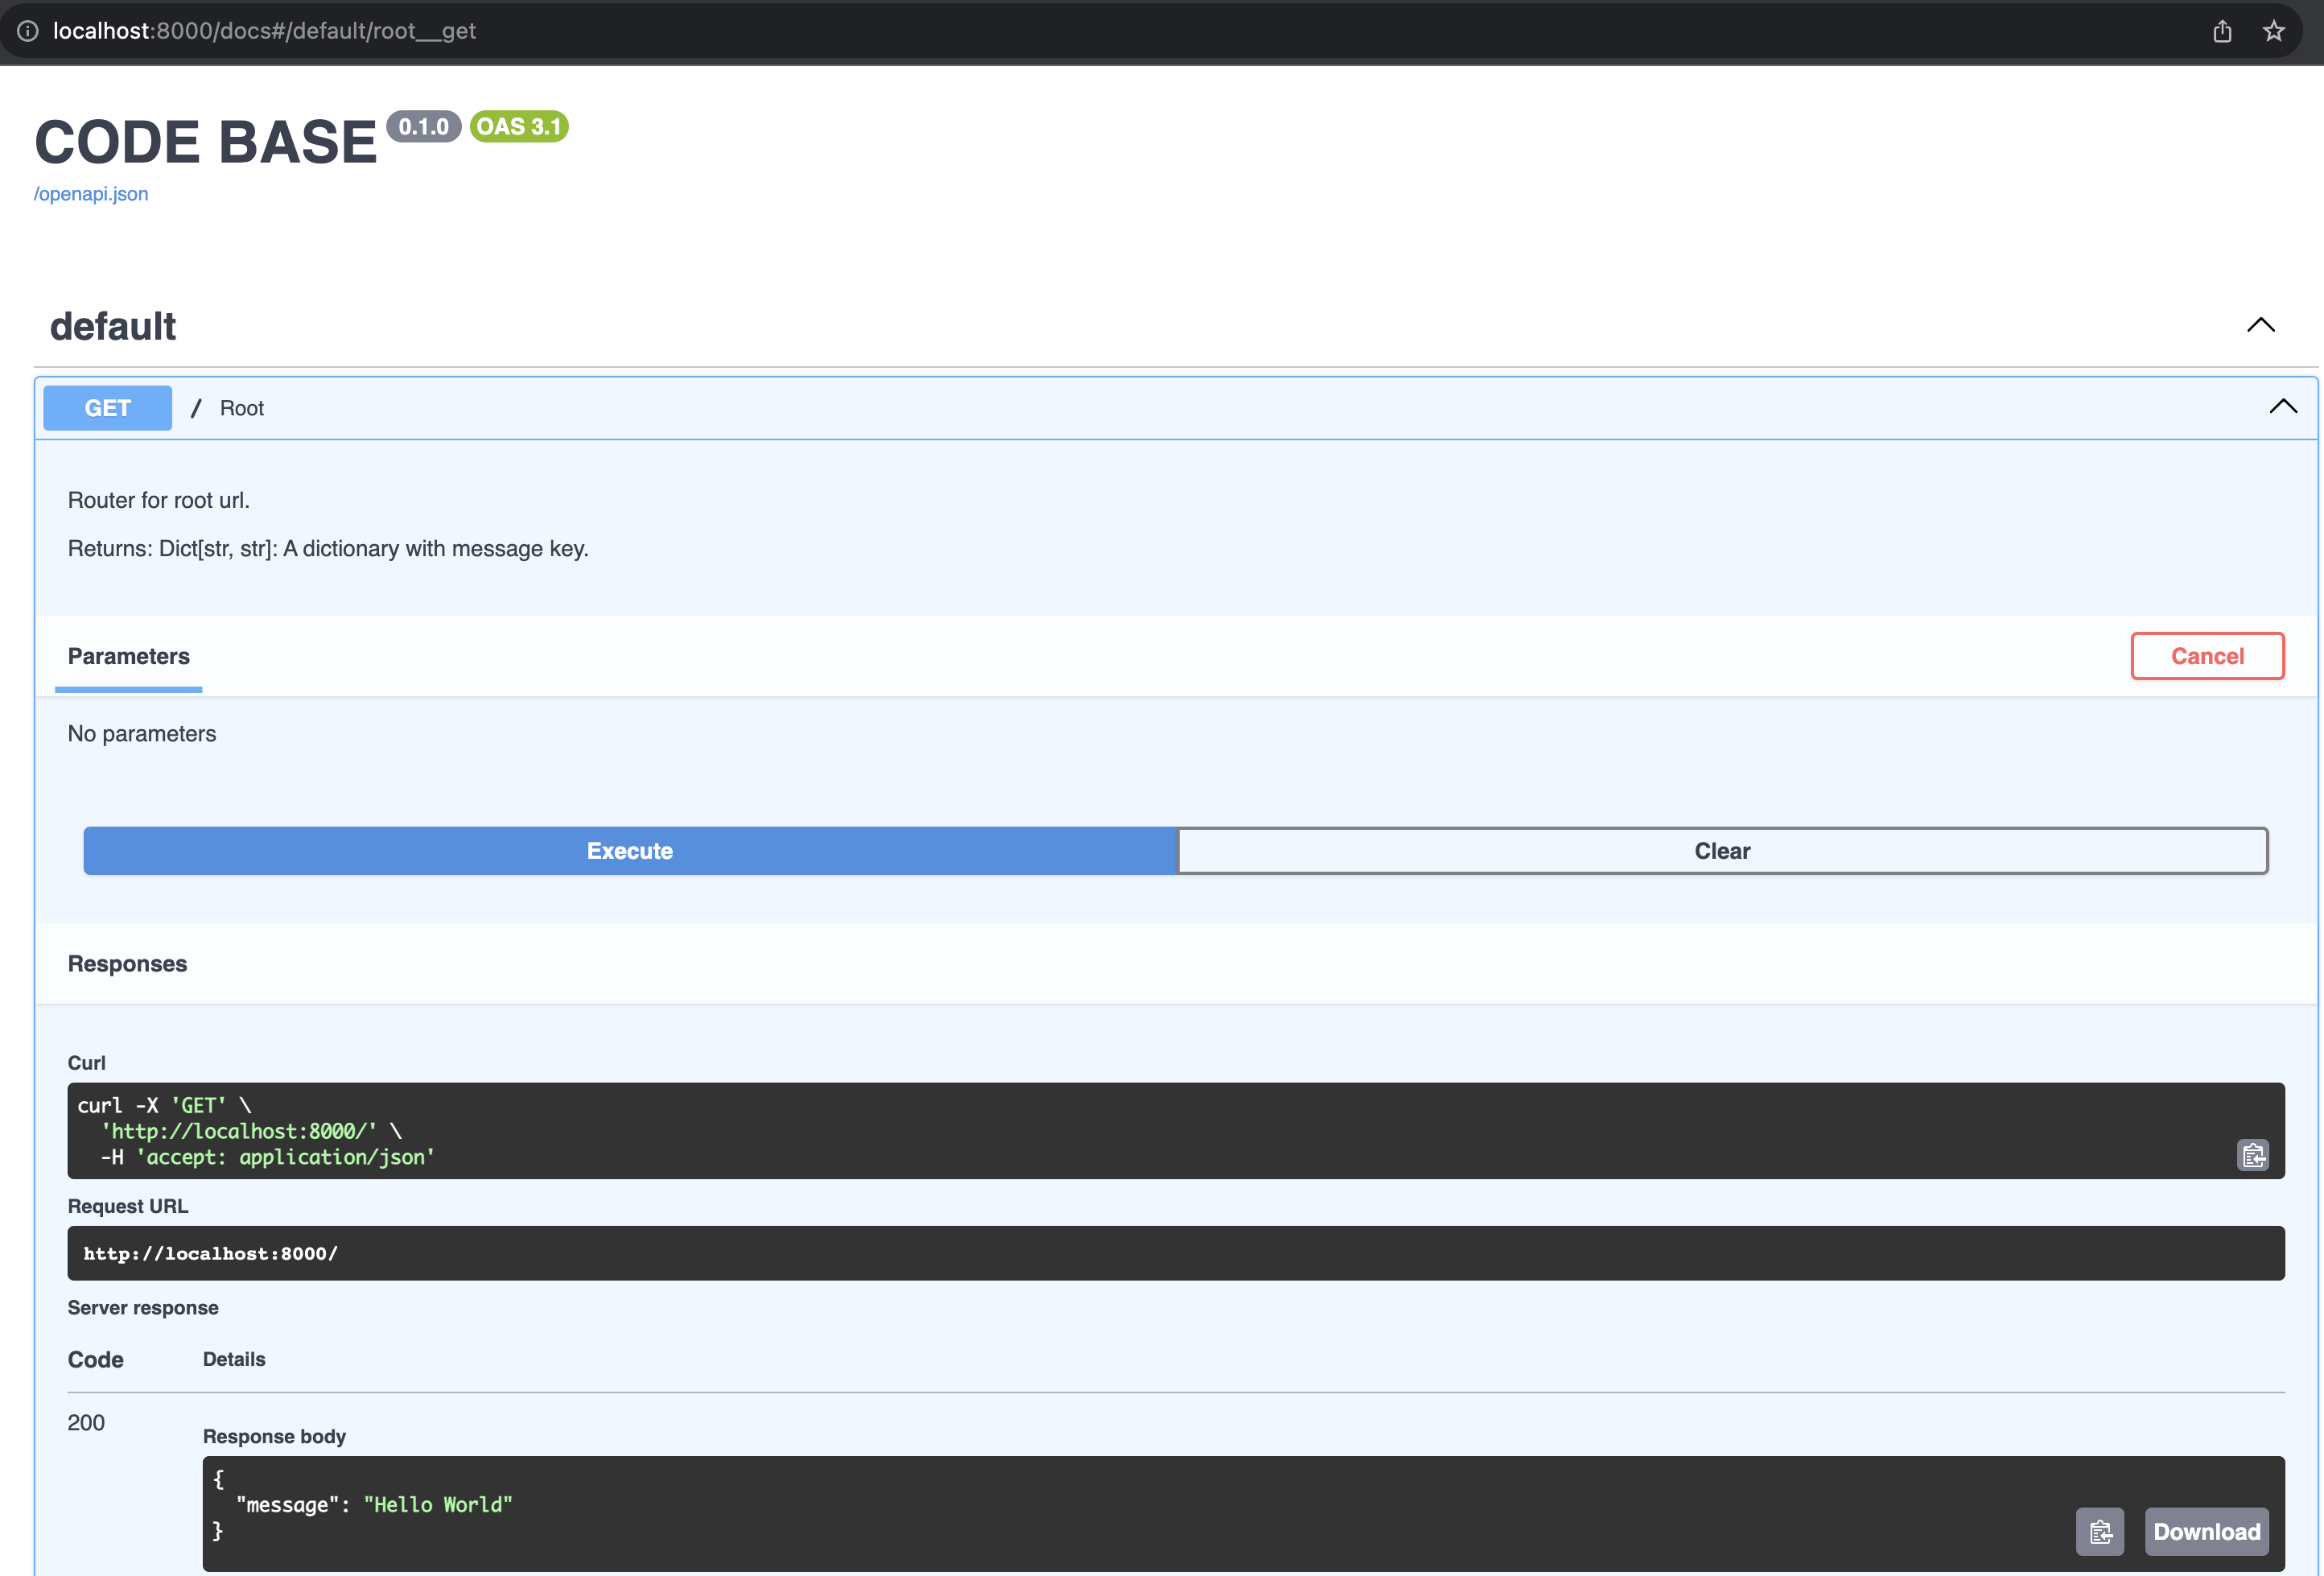 localhost:8000/docs#/default/root__get
CODE BASE 0.1.0 OAS 3.1
/openapi.json
default
GET / Root
Router for root url.
Returns: Dict[str, str]: A dictionary with message key.
Parameters
Cancel
No parameters
Execute
Clear
Responses
Curl
curl -X 'GET' \
  'http://localhost:8000/' \
  -H 'accept: application/json'
Request URL
http://localhost:8000/
Server response
Code Details
200
Response body
{
  "message": "Hello World"
}
Download